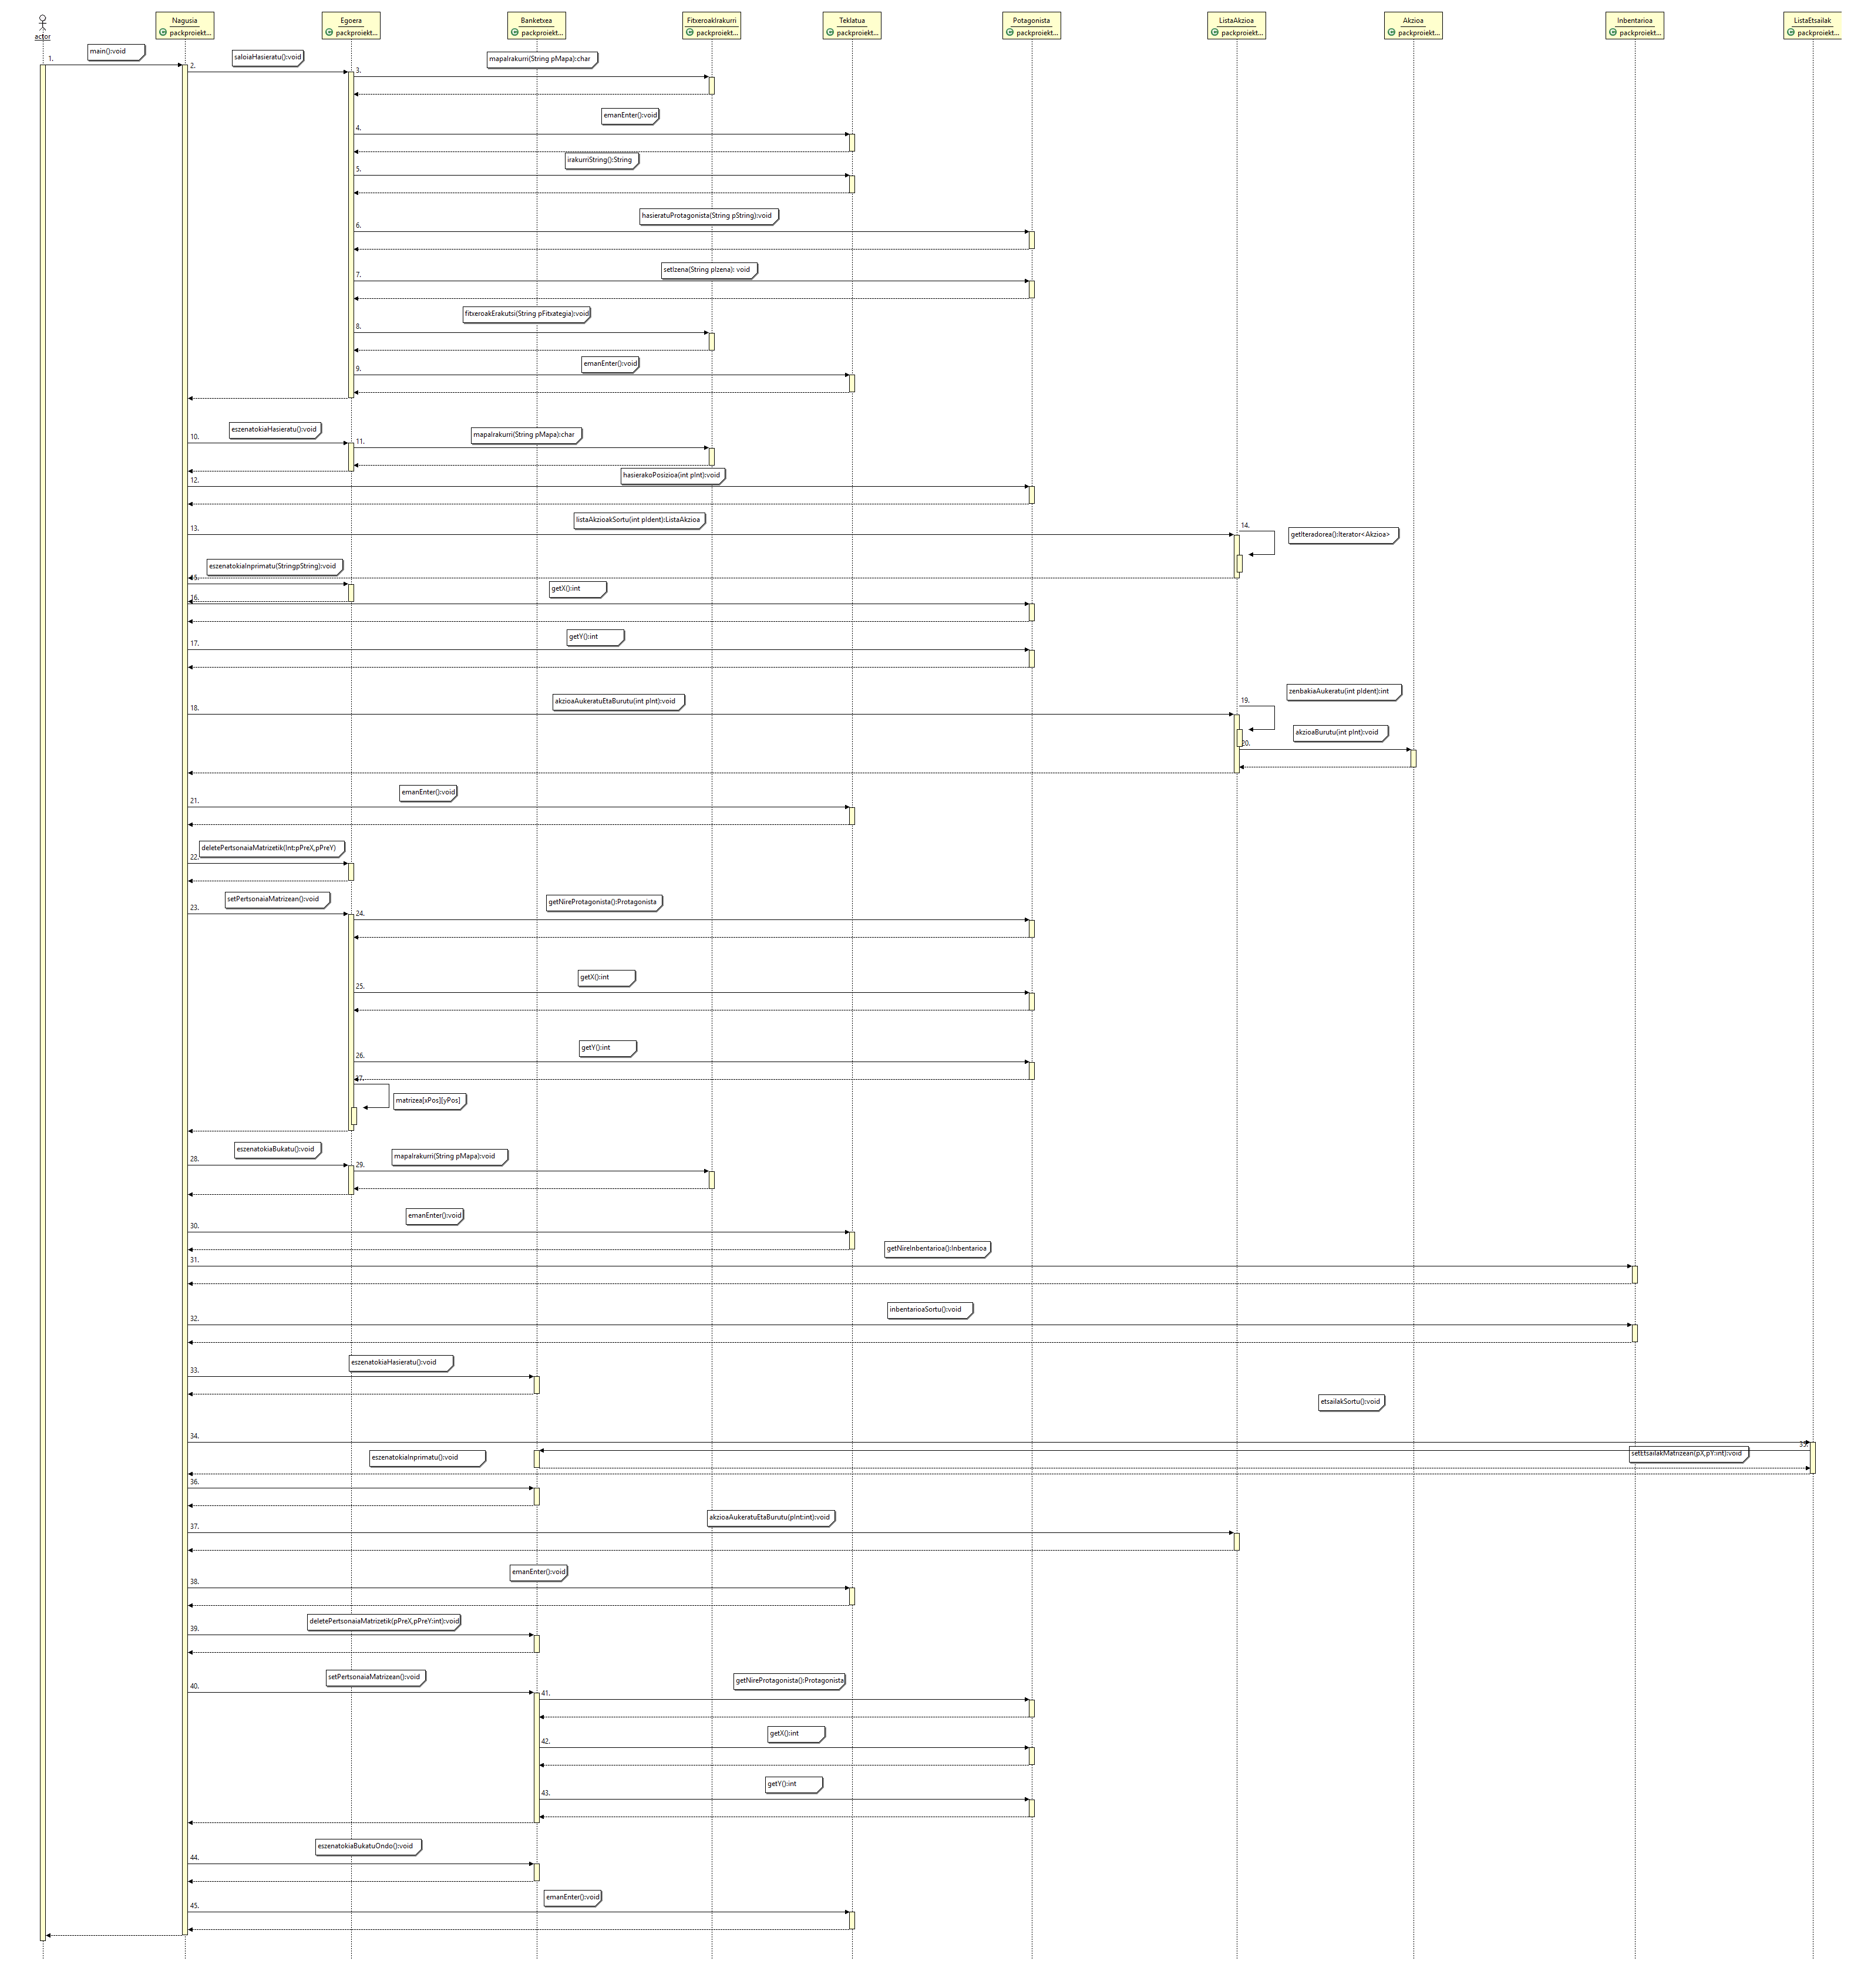 actor
Nagusia
packproiekt...
Egoera
packproiekt...
Banketxea
packproiekt...
FitxeroakIrakurri
packproiekt...
Teklatua
packproiekt...
Potagonista
packproiekt...
ListaAkzioa
packproiekt...
Akzioa
packproiekt...
Inbentarioa
packproiekt...
ListaEtsailak
packproiekt...
main():void
1.
saloiaHasieratu():void
2.
mapaIrakurri(String pMapa):char
3.
emanEnter():void
4.
irakurriString():String
5.
hasieratuProtagonista(String pString):void
6.
setIzena(String pIzena): void
7.
fitxeroakErakutsi(String pFitxategia):void
8.
emanEnter():void
9.
eszenatokiaHasieratu():void
10.
mapaIrakurri(String pMapa):char
11.
hasierakoPosizioa(int pInt):void
12.
listaAkzioakSortu(int pIdent):ListaAkzioa
13.
14.
getIteradorea():Iterator<Akzioa>
eszenatokiaInprimatu(StringpString):void
15.
getX():int
16.
getY():int
17.
akzioaAukeratuEtaBurutu(int pInt):void
18.
zenbakiaAukeratu(int pIdent):int
19.
akzioaBurutu(int pInt):void
20.
emanEnter():void
21.
deletePertsonaiaMatrizetik(Int:pPreX,pPreY)
22.
setPertsonaiaMatrizean():void
23.
getNireProtagonista():Protagonista
24.
getX():int
25.
getY():int
26.
27.
matrizea[xPos][yPos]
eszenatokiaBukatu():void
28.
mapaIrakurri(String pMapa):void
29.
emanEnter():void
30.
getNireInbentarioa():Inbentarioa
31.
inbentarioaSortu():void
32.
eszenatokiaHasieratu():void
33.
etsailakSortu():void
34.
35.
setEtsailakMatrizean(pX,pY:int):void
eszenatokiaInprimatu():void
36.
akzioaAukeratuEtaBurutu(pInt:int):void
37.
emanEnter():void
38.
deletePertsonaiaMatrizetik(pPreX,pPreY:int):void
39.
setPertsonaiaMatrizean():void
40.
getNireProtagonista():Protagonista
41.
getX():int
42.
getY():int
43.
eszenatokiaBukatuOndo():void
44.
emanEnter():void
45.